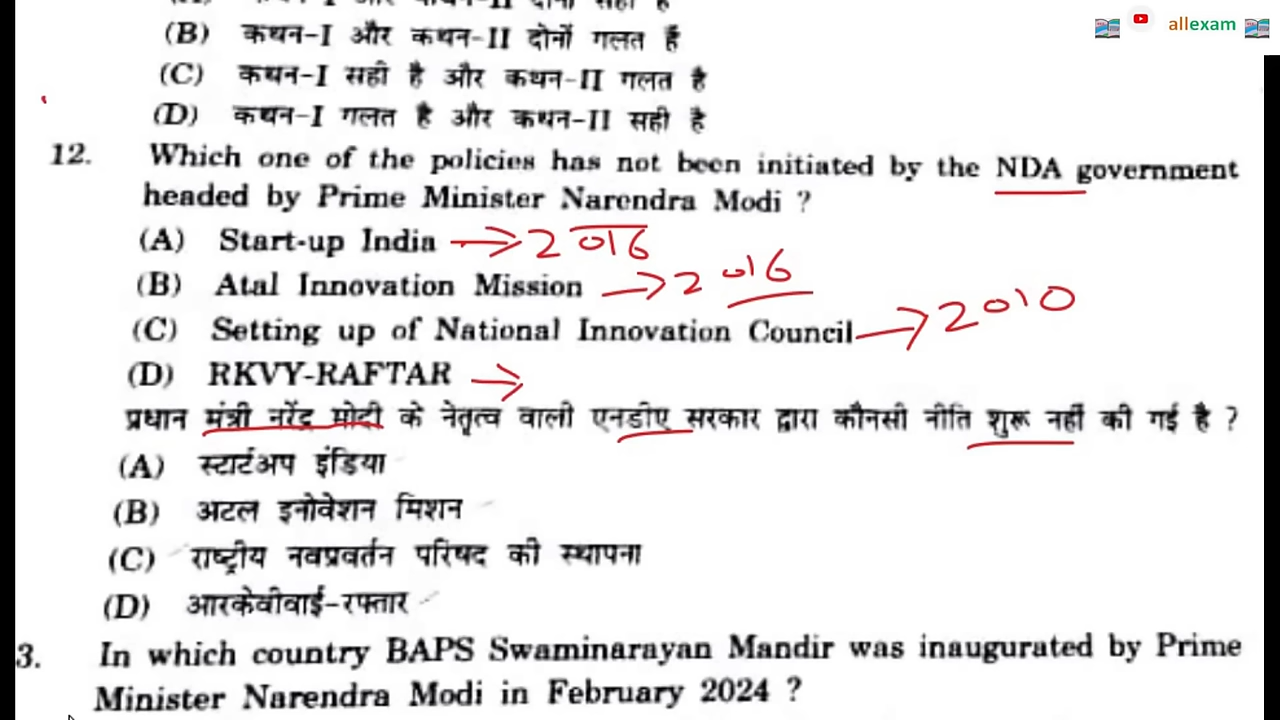 allexam
(B) कथन-I और कथन-II दोनों गलत हैं
(C) कथन-I सही है और कथन-II गलत है
(D) कथन-I गलत है और कथन-II सही है
12. Which one of the policies has not been initiated by the NDA government
headed by Prime Minister Narendra Modi ?
(A) Start-up India → 2016
(B) Atal Innovation Mission → 2016
(C) Setting up of National Innovation Council → 2010
(D) RKVY-RAFTAR →
प्रधान मंत्री नरेंद्र मोदी के नेतृत्व वाली एनडीए सरकार द्वारा कौनसी नीति शुरू नहीं की गई है ?
(A) स्टार्टअप इंडिया
(B) अटल इनोवेशन मिशन
(C) राष्ट्रीय नवप्रवर्तन परिषद की स्थापना
(D) आरकेवीवाई-रफ्तार
3. In which country BAPS Swaminarayan Mandir was inaugurated by Prime
Minister Narendra Modi in February 2024 ?